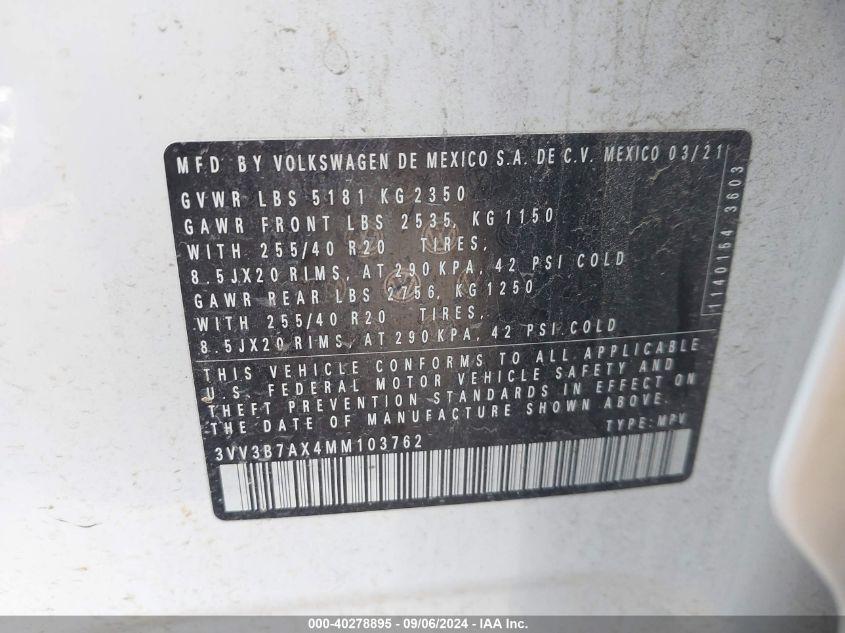 MFD BY VOLKSWAGEN DE MEXICO S.A. DE C.V. MEXICO 03/21
GVWR LBS 5181 KG 2350
GAWR FRONT LBS 2535, KG 1150
WITH 255/40 R20 TIRES,
8.5JX20 RIMS, AT 290 KPA, 42 PSI COLD
GAWR REAR LBS 2756, KG 1250
WITH 255/40 R20 TIRES,
8.5JX20 RIMS, AT 290 KPA, 42 PSI COLD
THIS VEHICLE CONFORMS TO ALL APPLICABLE
U.S. FEDERAL MOTOR VEHICLE SAFETY AND
THEFT PREVENTION STANDARDS IN EFFECT ON
THE DATE OF MANUFACTURE SHOWN ABOVE.
TYPE: MPV
3VV3B7AX4MM103762
1140154 3603
000-40278895 - 09/06/2024 - IAA Inc.